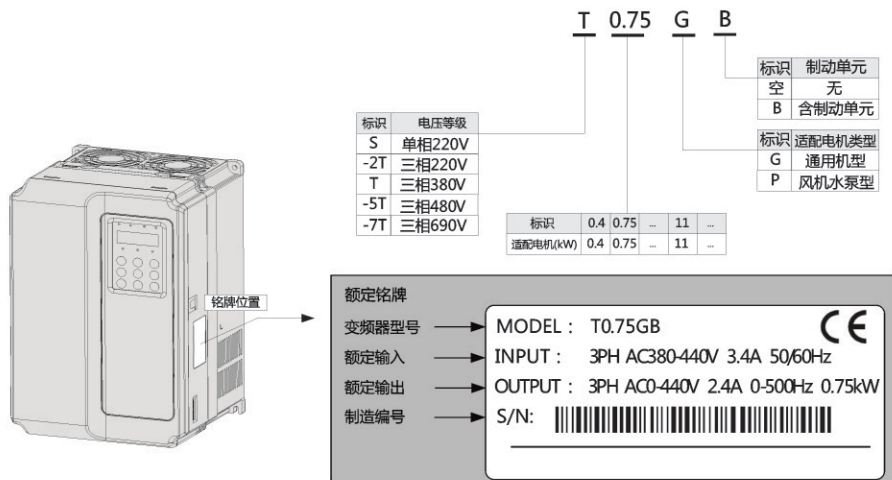 T 0.75 G B
标识 制动单元
空 无
B 含制动单元
标识 适配电机类型
G 通用机型
P 风机水泵型
标识 电压等级
S 单相220V
-2T 三相220V
T 三相380V
-5T 三相480V
-7T 三相690V
标识 0.4 0.75 ... 11 ...
适配电机(kW) 0.4 0.75 ... 11 ...
铭牌位置
额定铭牌
变频器型号 MODEL: T0.75GB CE
额定输入 INPUT: 3PH AC380-440V 3.4A 50/60Hz
额定输出 OUTPUT: 3PH AC0-440V 2.4A 0-500Hz 0.75kW
制造编号 S/N: